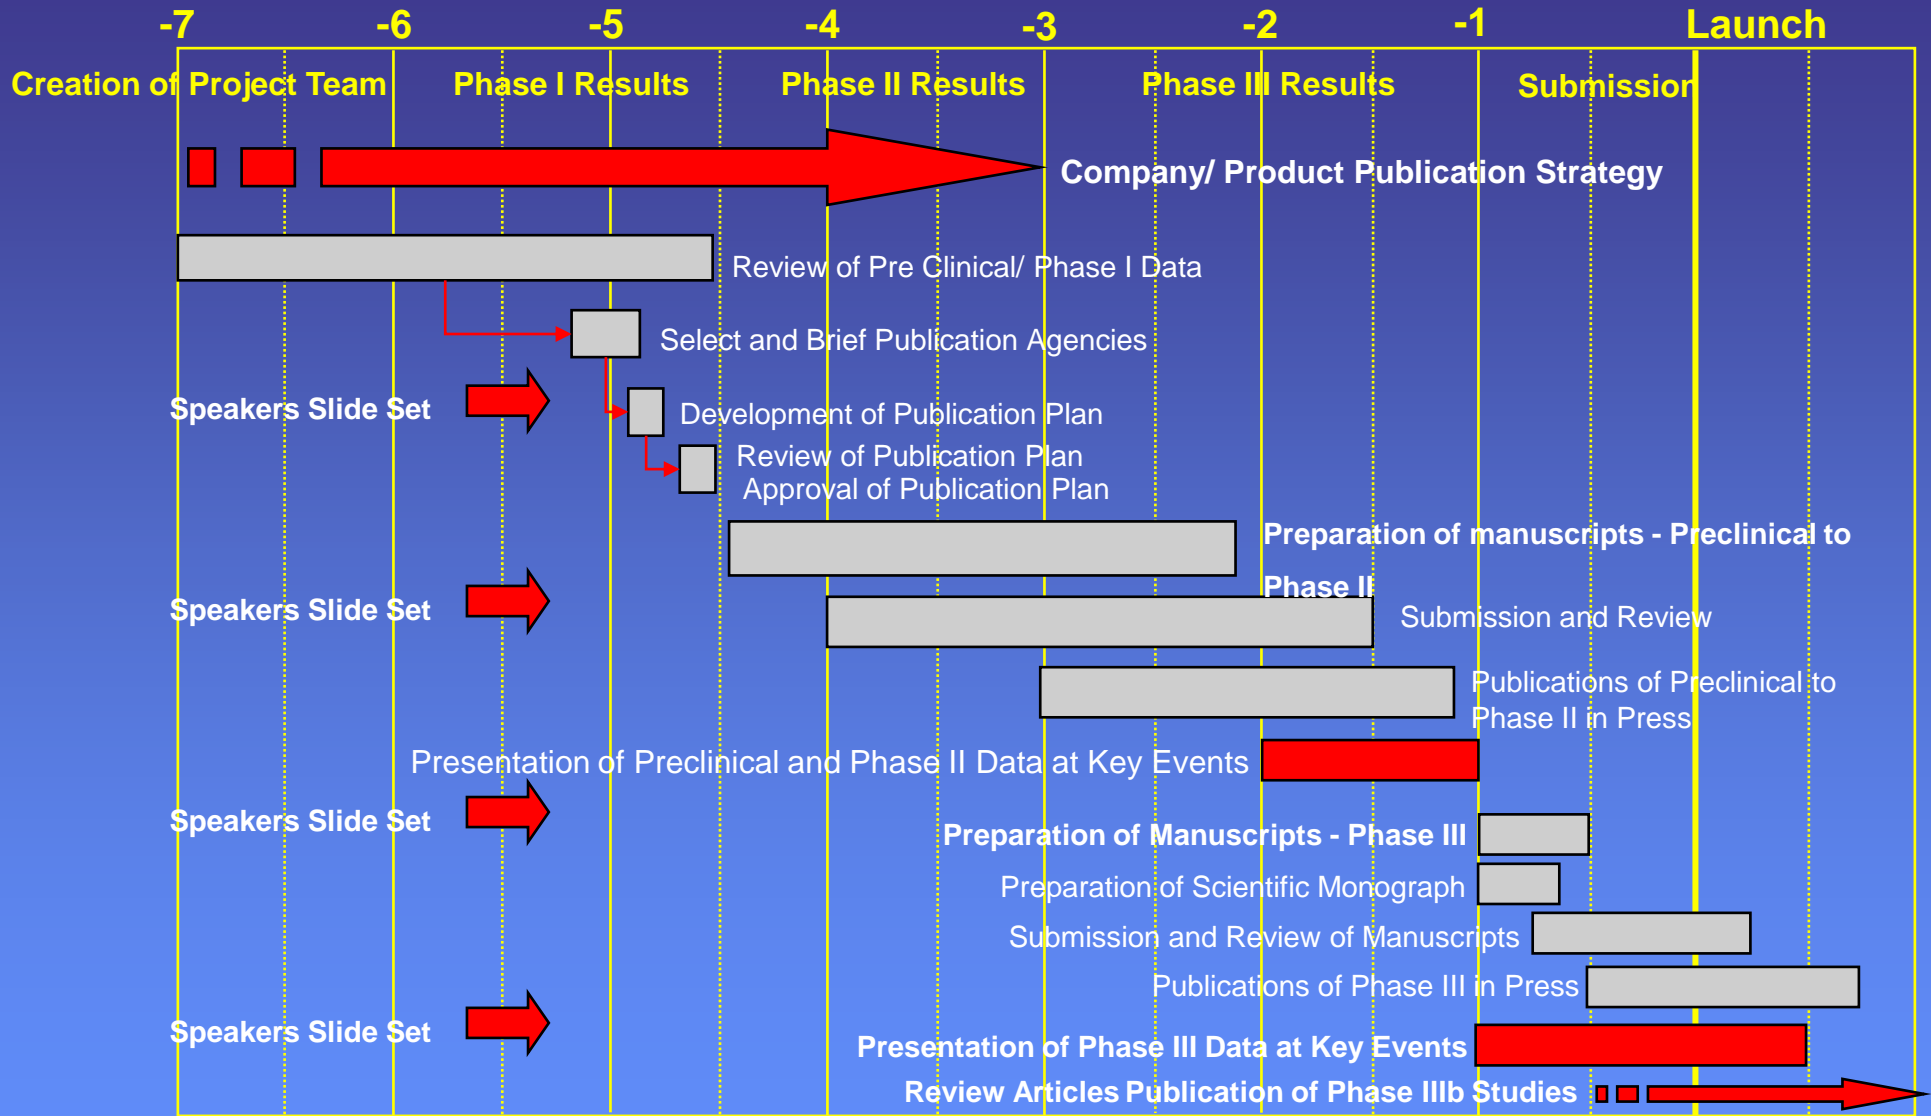 -7 -6 -5 -4 -3 -2 -1 Launch
Creation of Project Team Phase I Results Phase II Results Phase III Results Submission
Company/ Product Publication Strategy
Review of Pre Clinical/ Phase I Data
Select and Brief Publication Agencies
Speakers Slide Set
Development of Publication Plan
Review of Publication Plan
Approval of Publication Plan
Preparation of manuscripts - Preclinical to
Phase II
Speakers Slide Set
Submission and Review
Publications of Preclinical to
Phase II in Press
Presentation of Preclinical and Phase II Data at Key Events
Speakers Slide Set
Preparation of Manuscripts - Phase III
Preparation of Scientific Monograph
Submission and Review of Manuscripts
Publications of Phase III in Press
Speakers Slide Set
Presentation of Phase III Data at Key Events
Review Articles Publication of Phase IIIb Studies